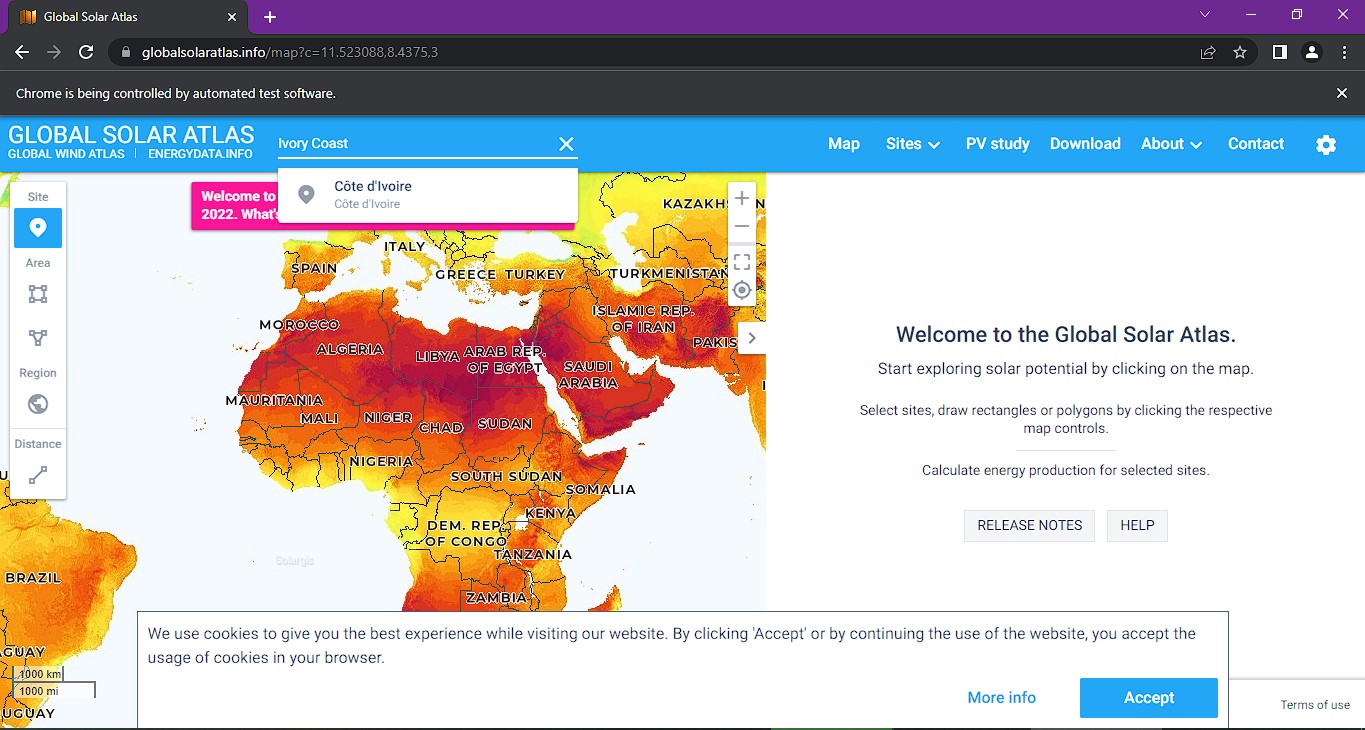 Global Solar Atlas
globalsolaratlas.info/map?c=11.523088,8.4375,3
Chrome is being controlled by automated test software.
GLOBAL SOLAR ATLAS
GLOBAL WIND ATLAS | ENERGYDATA.INFO
Ivory Coast
Map
Sites
PV study
Download
About
Contact
Côte d'Ivoire
Côte d'Ivoire
Welcome to
2022. What's
Site
Area
Region
Distance
KAZAKHS N
ITALY
SPAIN
GREECE
TURKEY
TURKMENISTAN
MOROCCO
ISLAMIC REP.
OF IRAN
ALGERIA
LIBYA
ARAB REP.
OF EGYPT
PAKIS
SAUDI
ARABIA
MAURITANIA
MALI
NIGER
CHAD
SUDAN
NIGERIA
SOUTH SUDAN
SOMALIA
KENYA
DEM. REP.
OF CONGO
TANZANIA
Solargis
BRAZIL
ZAMBIA
GUAY
1000 km
1000 mi
UGUAY
Welcome to the Global Solar Atlas.
Start exploring solar potential by clicking on the map.
Select sites, draw rectangles or polygons by clicking the respective
map controls.
Calculate energy production for selected sites.
RELEASE NOTES
HELP
We use cookies to give you the best experience while visiting our website. By clicking 'Accept' or by continuing the use of the website, you accept the
usage of cookies in your browser.
More info
Accept
Terms of use